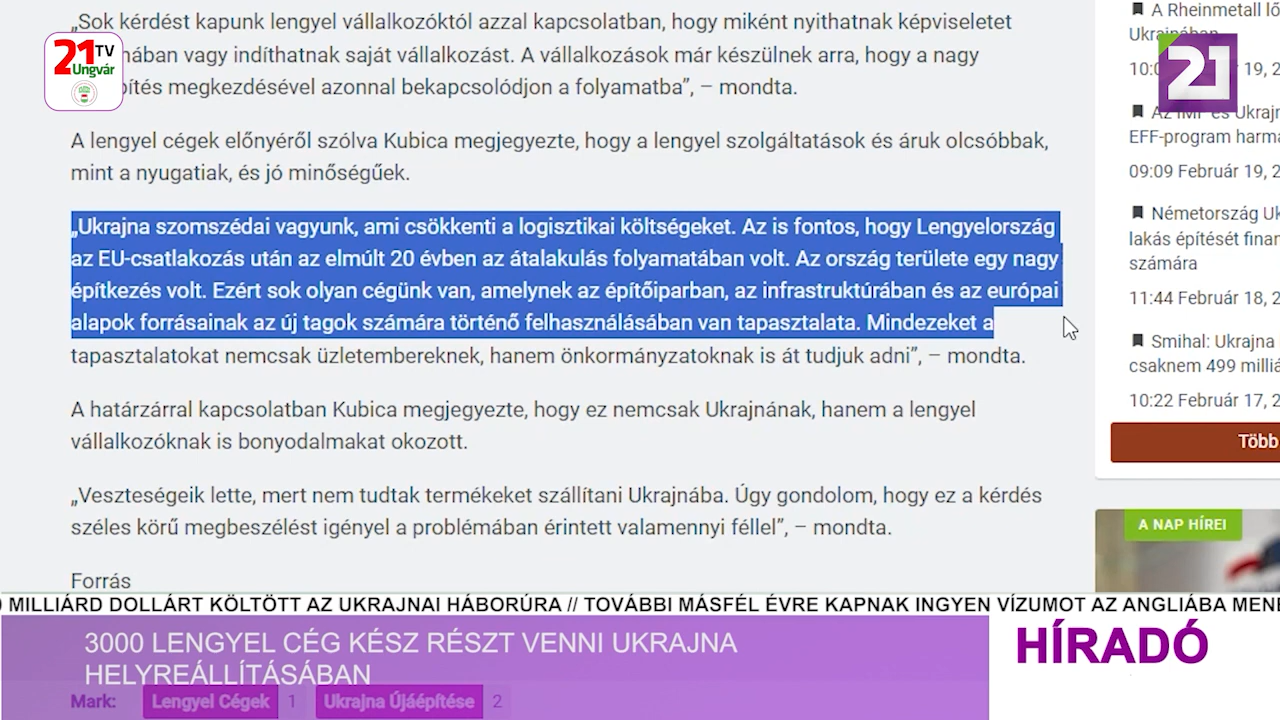 „Sok kérdést kapunk lengyel vállalkozóktól azzal kapcsolatban, hogy miként nyithatnak képviseletet
nában vagy indíthatnak saját vállalkozást. A vállalkozások már készülnek arra, hogy a nagy
pítés megkezdésével azonnal bekapcsolódjon a folyamatba”, – mondta.
21 TV
Ungvár
A lengyel cégek előnyéről szólva Kubica megjegyezte, hogy a lengyel szolgáltatások és áruk olcsóbbak,
mint a nyugatiak, és jó minőségűek.
„Ukrajna szomszédai vagyunk, ami csökkenti a logisztikai költségeket. Az is fontos, hogy Lengyelország
az EU-csatlakozás után az elmúlt 20 évben az átalakulás folyamatában volt. Az ország területe egy nagy
építkezés volt. Ezért sok olyan cégünk van, amelynek az építőiparban, az infrastruktúrában és az európai
alapok forrásainak az új tagok számára történő felhasználásában van tapasztalata. Mindezeket a
tapasztalatokat nemcsak üzletembereknek, hanem önkormányzatoknak is át tudjuk adni”, – mondta.
A határzárral kapcsolatban Kubica megjegyezte, hogy ez nemcsak Ukrajnának, hanem a lengyel
vállalkozóknak is bonyodalmakat okozott.
„Veszteségeik lette, mert nem tudtak termékeket szállítani Ukrajnába. Úgy gondolom, hogy ez a kérdés
széles körű megbeszélést igényel a problémában érintett valamennyi féllel”, – mondta.
Forrás
A Rheinmetall lő
Ukrajnában
19, 2
21
Az IMF és Ukrajn
EFF-program harma
09:09 Február 19, 2
Németország Uk
lakás építését finan
számára
11:44 Február 18, 2
Smihal: Ukrajna
csaknem 499 milliá
10:22 Február 17, 2
Több
A NAP HÍREI
MILLIÁRD DOLLÁRT KÖLTÖTT AZ UKRAJNAI HÁBORÚRA // TOVÁBBI MÁSFÉL ÉVRE KAPNAK INGYEN VÍZUMOT AZ ANGLIÁBA MENE
3000 LENGYEL CÉG KÉSZ RÉSZT VENNI UKRAJNA
HELYREÁLLÍTÁSÁBAN
HÍRADÓ
Mark: Lengyel Cégek 1 Ukrajna Újáépítése 2